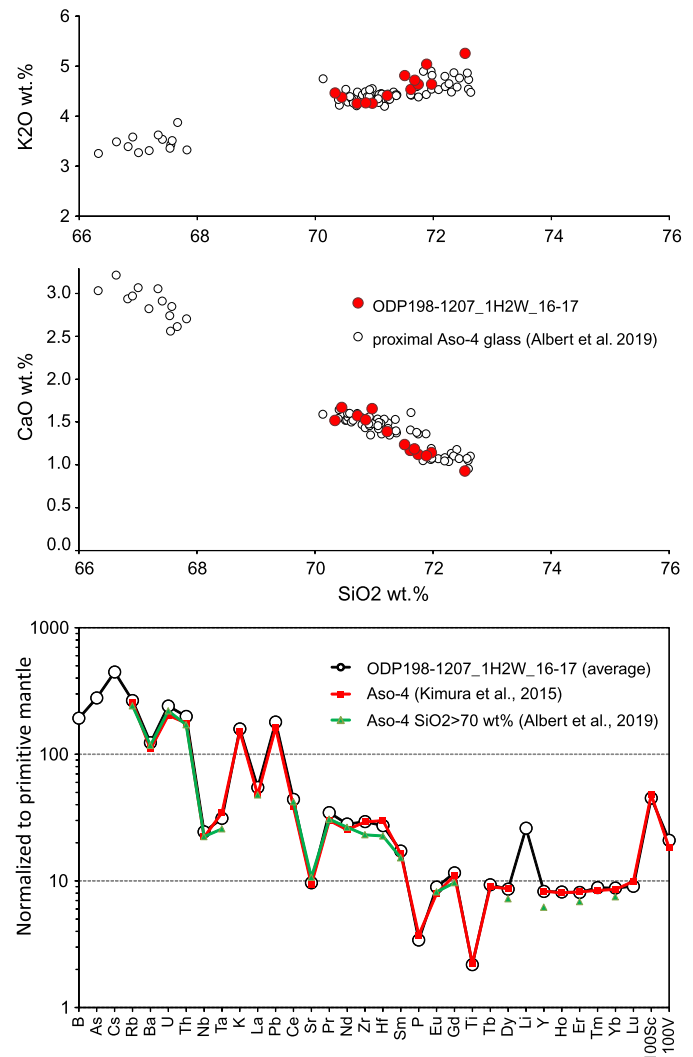 6
5
4
3
2
K2O wt.%
66 68 70 72 74 76
3.0
2.5
2.0
1.5
1.0
0.5
0.0
CaO wt.%
ODP198-1207_1H2W_16-17
proximal Aso-4 glass (Albert et al. 2019)
66 68 70 72 74 76
SiO2 wt.%
1000
100
10
1
Normalized to primitive mantle
ODP198-1207_1H2W_16-17 (average)
Aso-4 (Kimura et al., 2015)
Aso-4 SiO2>70 wt% (Albert et al., 2019)
B As Cs Rb Ba U Th Nb Ta K La Pb Ce Sr Pr Nd Zr Hf Sm P Eu Gd Ti Tb Dy Li Y Ho Er Tm Yb Lu 00Sc 100V